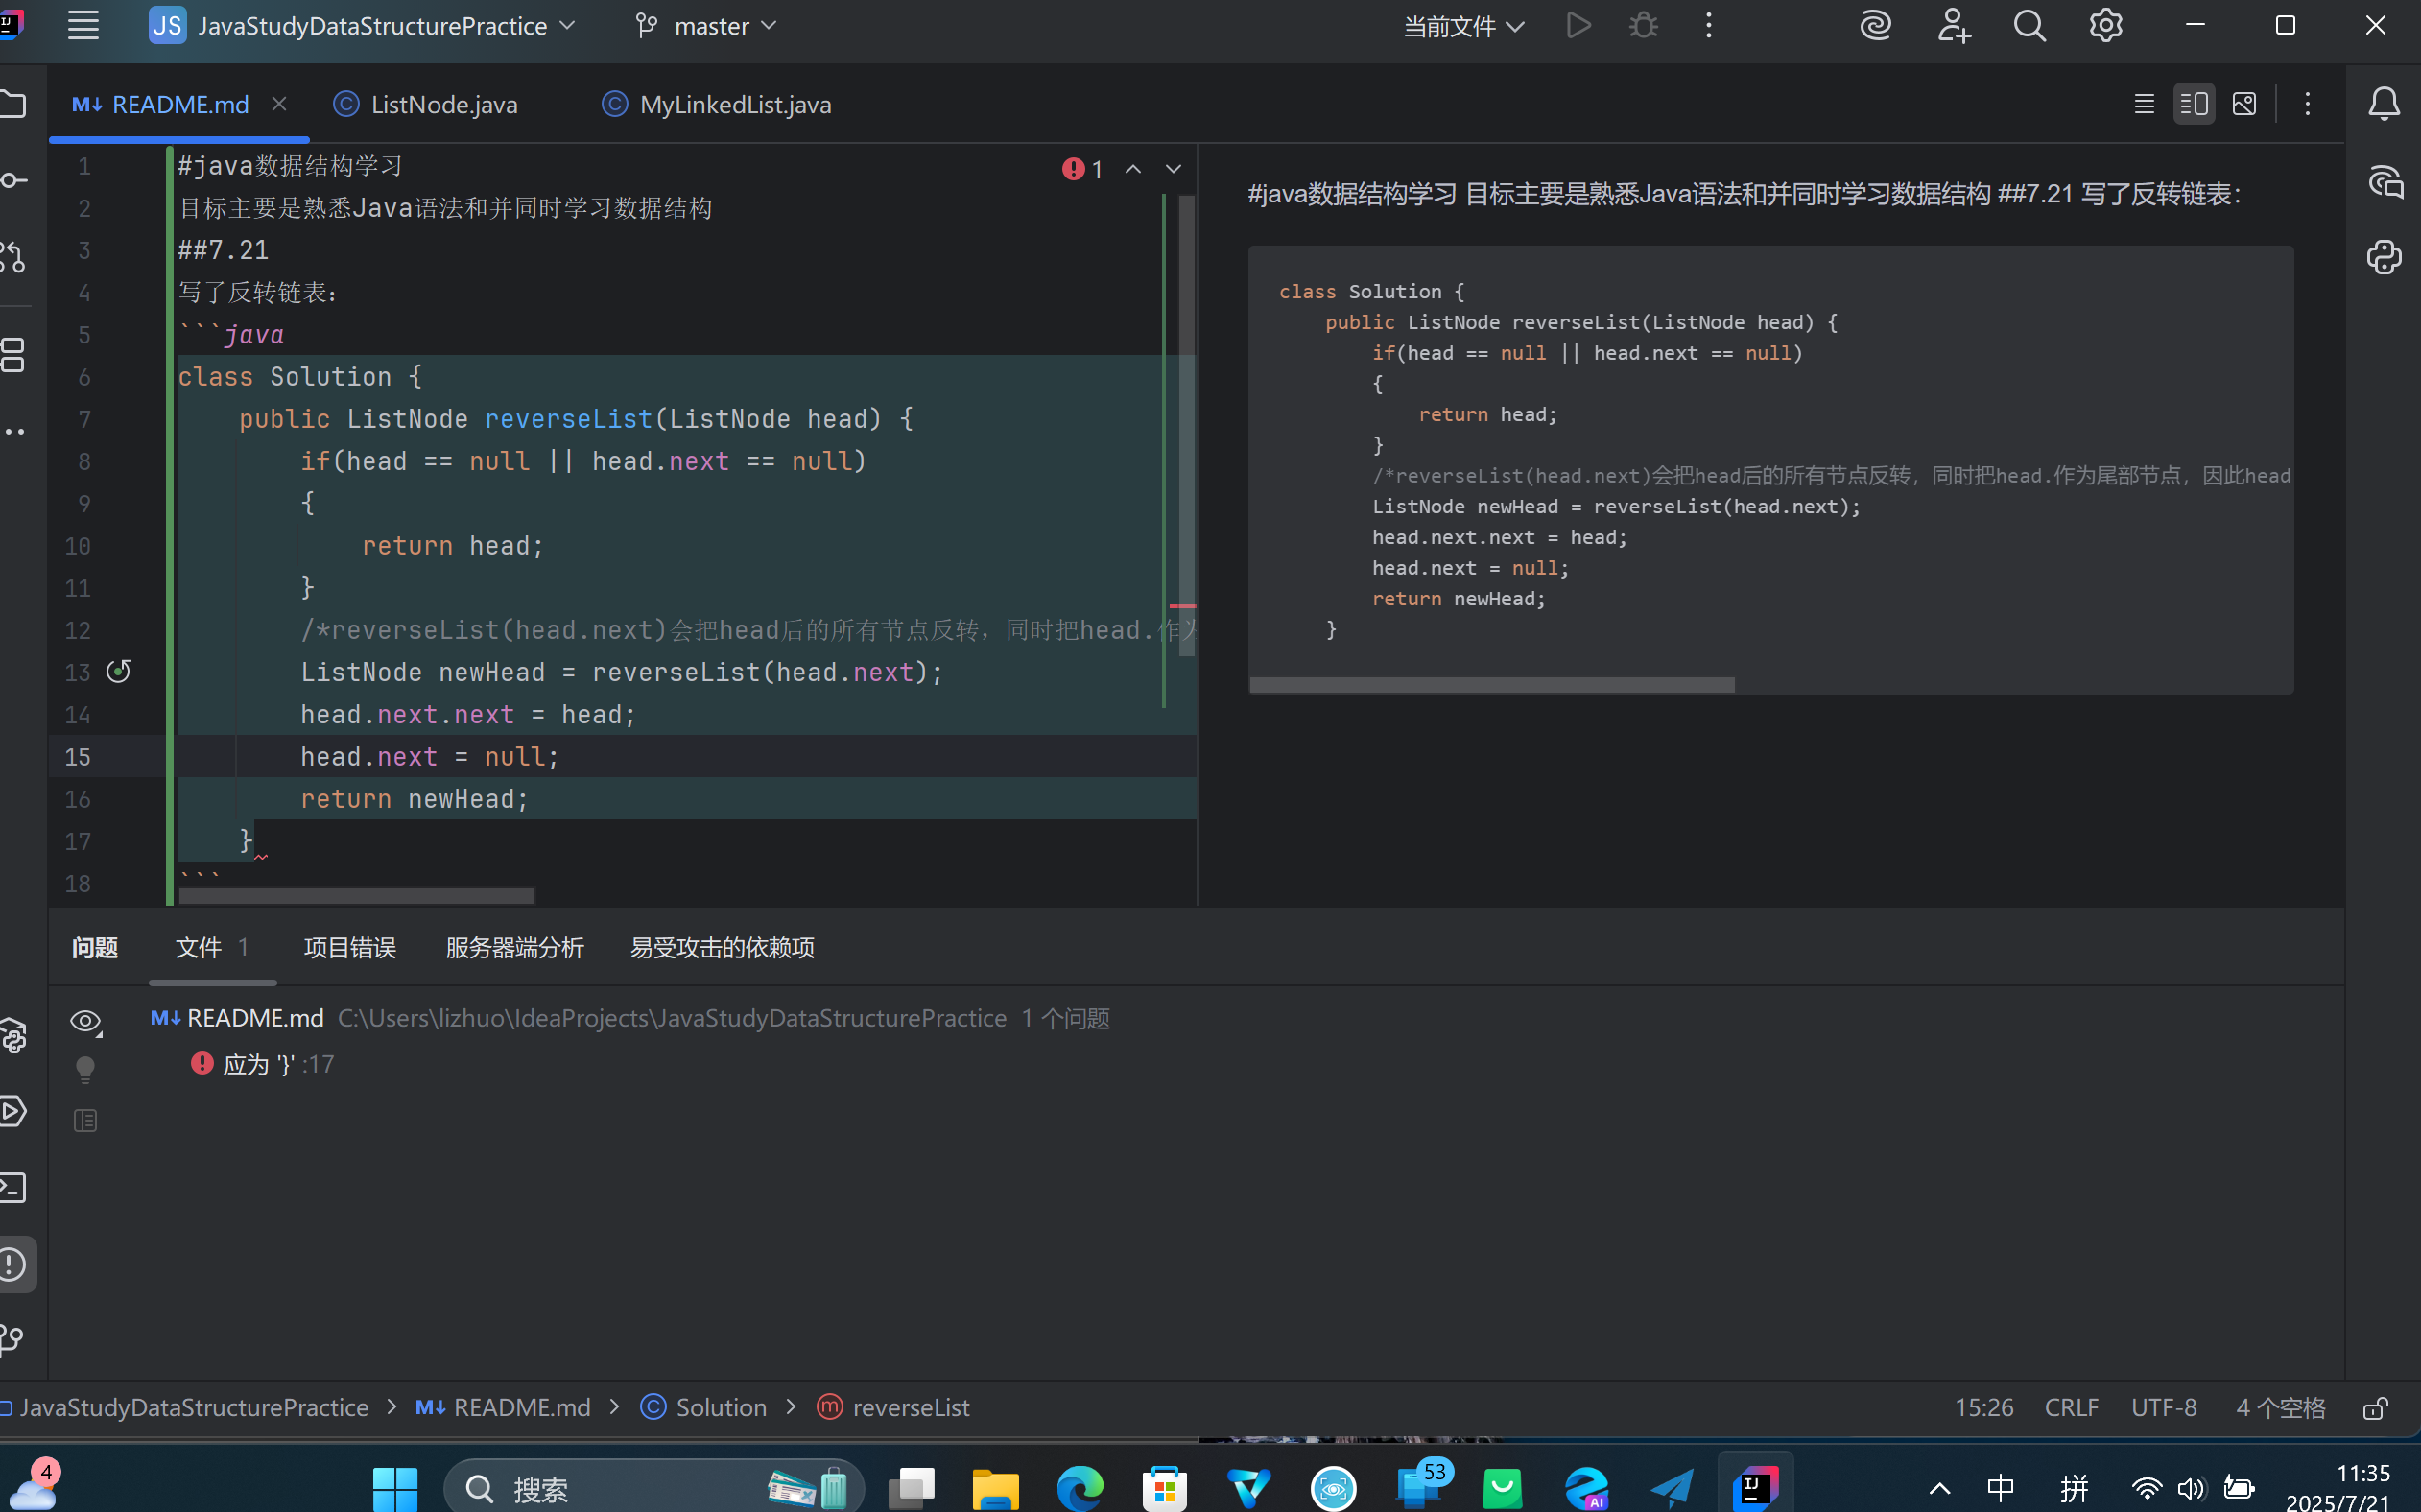 JS JavaStudyDataStructurePractice master 当前文件
README.md ListNode.java MyLinkedList.java
1 #java数据结构学习
2 目标主要是熟悉Java语法和并同时学习数据结构
3 ##7.21
4 写了反转链表：
5 ```java
6 class Solution {
7 public ListNode reverseList(ListNode head) {
8 if(head == null || head.next == null)
9 {
10 return head;
11 }
12 /*reverseList(head.next)会把head后的所有节点反转，同时把head.作为
13 ListNode newHead = reverseList(head.next);
14 head.next.next = head;
15 head.next = null;
16 return newHead;
17 }
18 ```
1
#java数据结构学习 目标主要是熟悉Java语法和并同时学习数据结构 ##7.21 写了反转链表：
class Solution {
public ListNode reverseList(ListNode head) {
if(head == null || head.next == null)
{
return head;
}
/*reverseList(head.next)会把head后的所有节点反转，同时把head.作为尾部节点，因此head
ListNode newHead = reverseList(head.next);
head.next.next = head;
head.next = null;
return newHead;
}
问题 文件 1 项目错误 服务器端分析 易受攻击的依赖项
README.md C:\Users\lizhuo\IdeaProjects\JavaStudyDataStructurePractice 1 个问题
应为 '}' :17
JavaStudyDataStructurePractice > README.md > Solution > reverseList 15:26 CRLF UTF-8 4 个空格
4 搜索 53 AI IJ 中 拼 11:35
2025/7/21